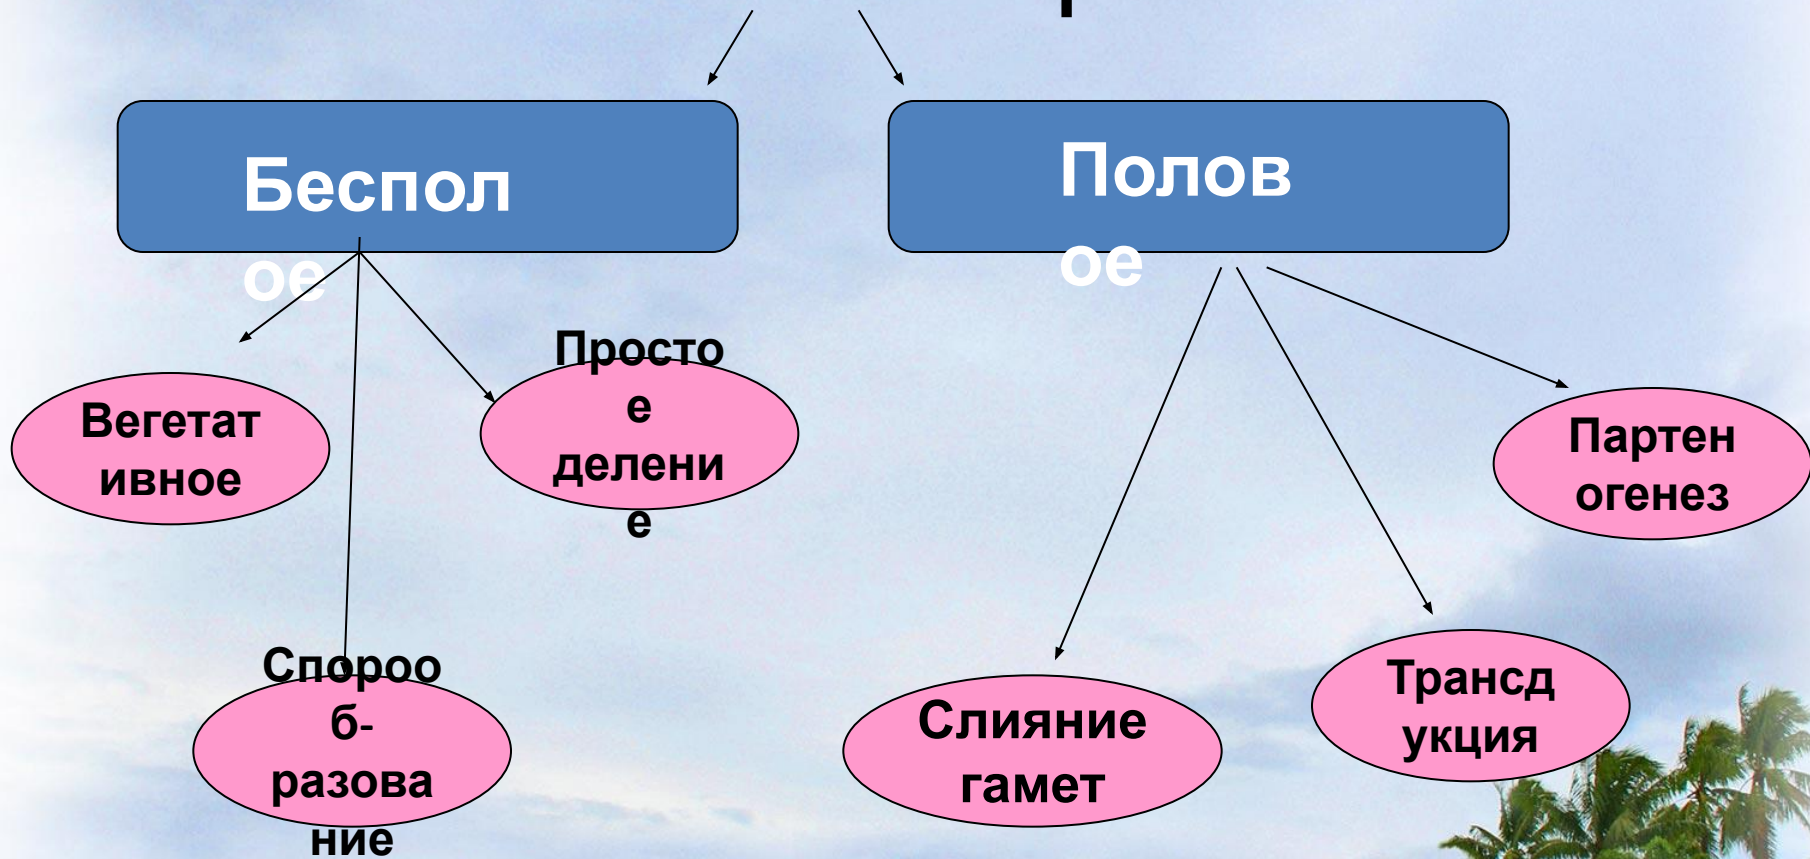 Беспол
ое
Полов
ое
Просто
е
делени
е
Вегетат
ивное
Партен
огенез
Спороо
б-
разова
ние
Слияние
гамет
Трансд
укция